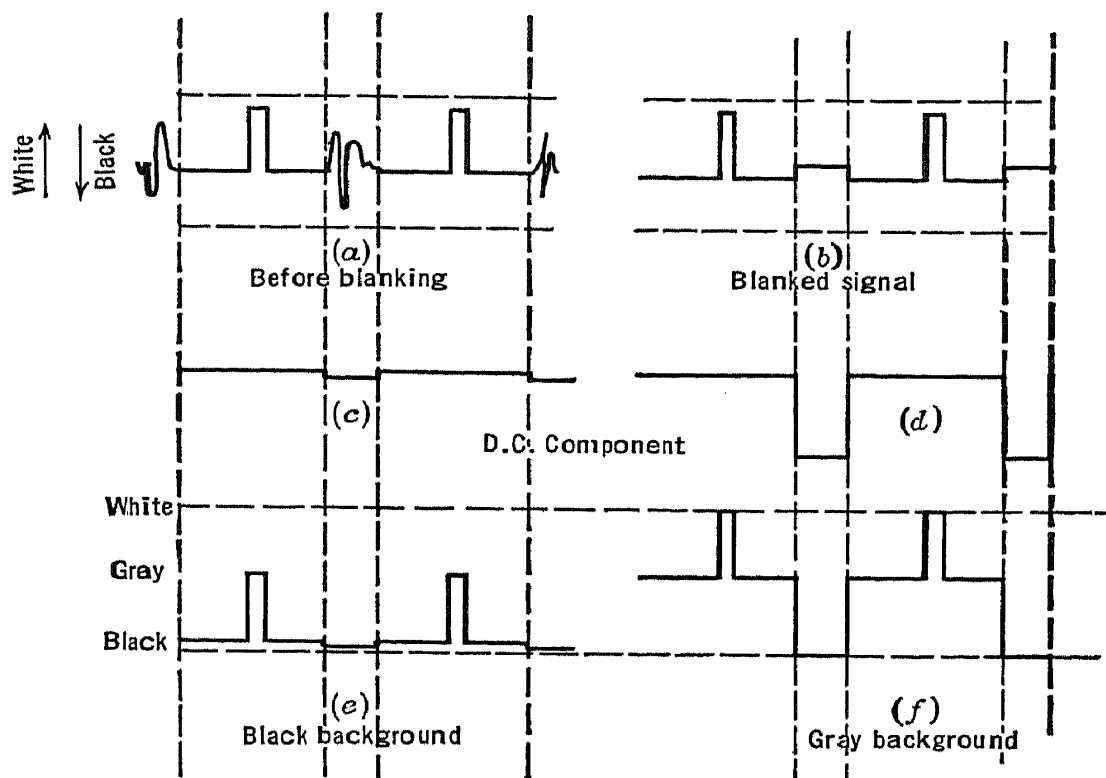 White
Black
(a)
Before blanking
(b)
Blanked signal
(c)
(d)
D.C. Component
White
Gray
Black
(e)
Black background
(f)
Gray background